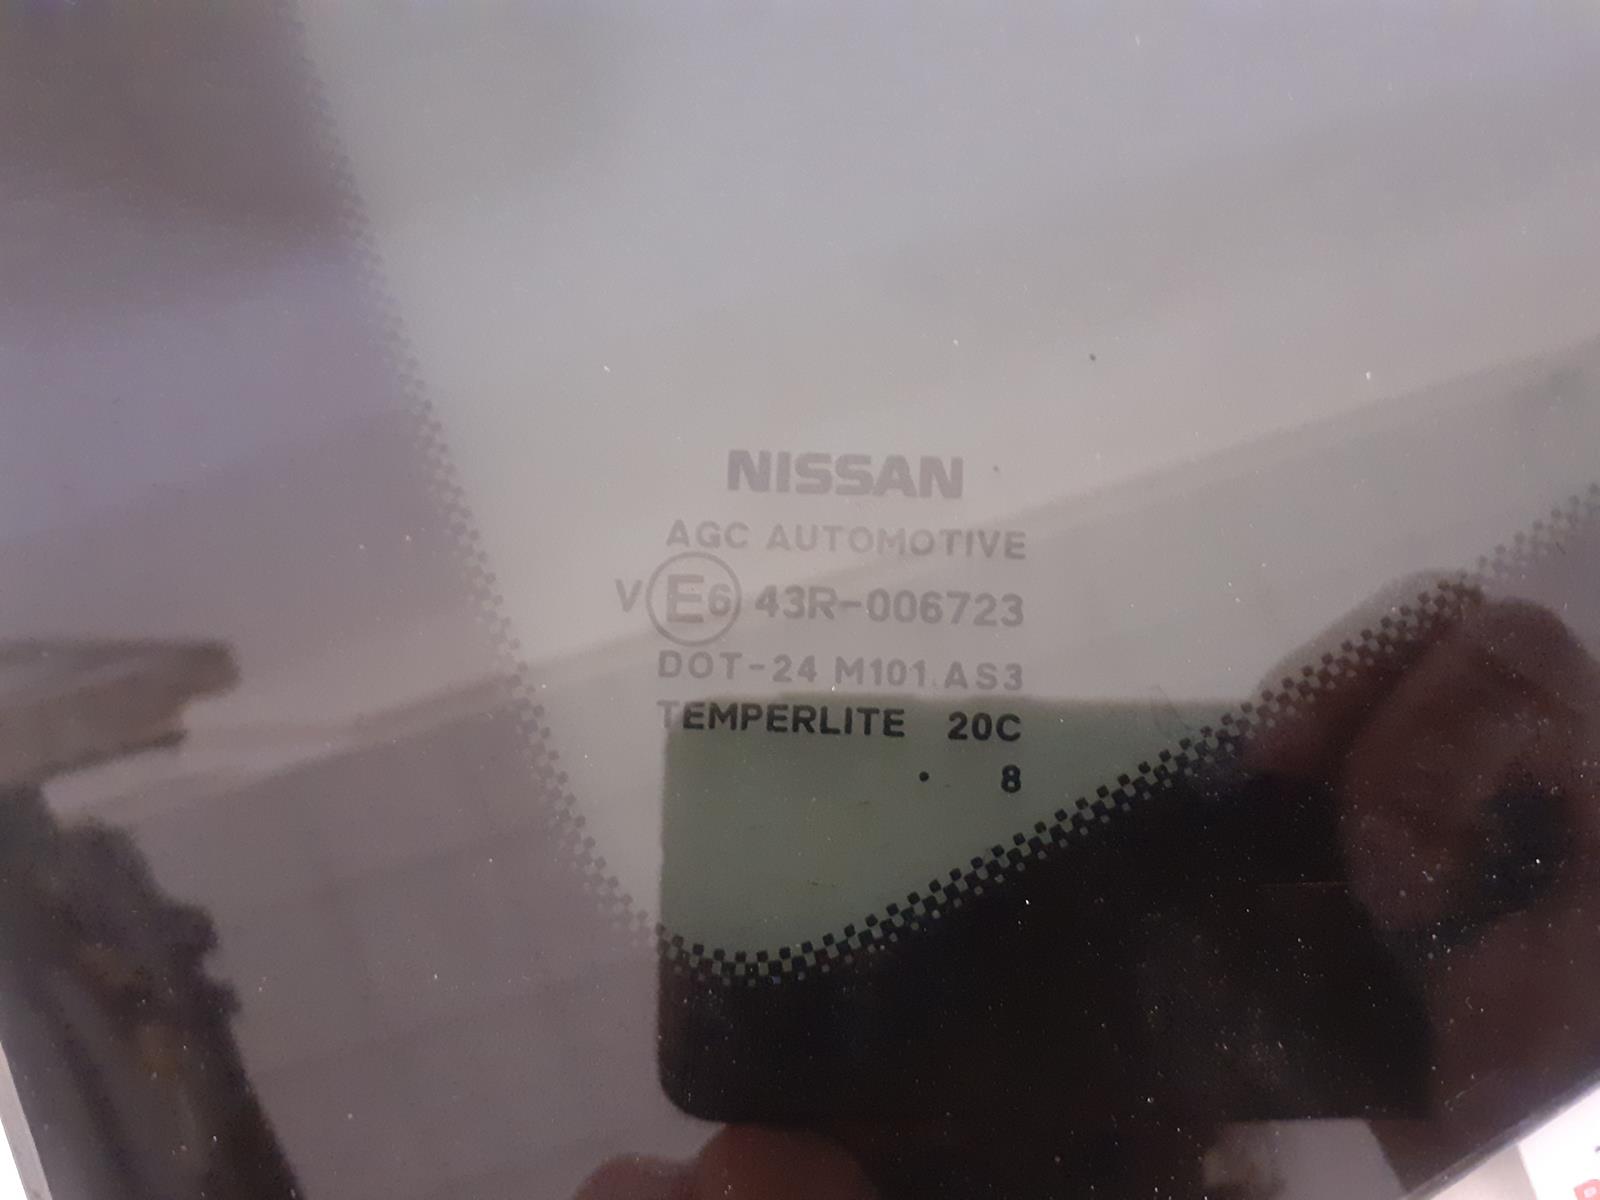 NISSAN
AGC AUTOMOTIVE
V E6 43R-006723
DOT-24 M101 AS3
TEMPERLITE 20C
. 8